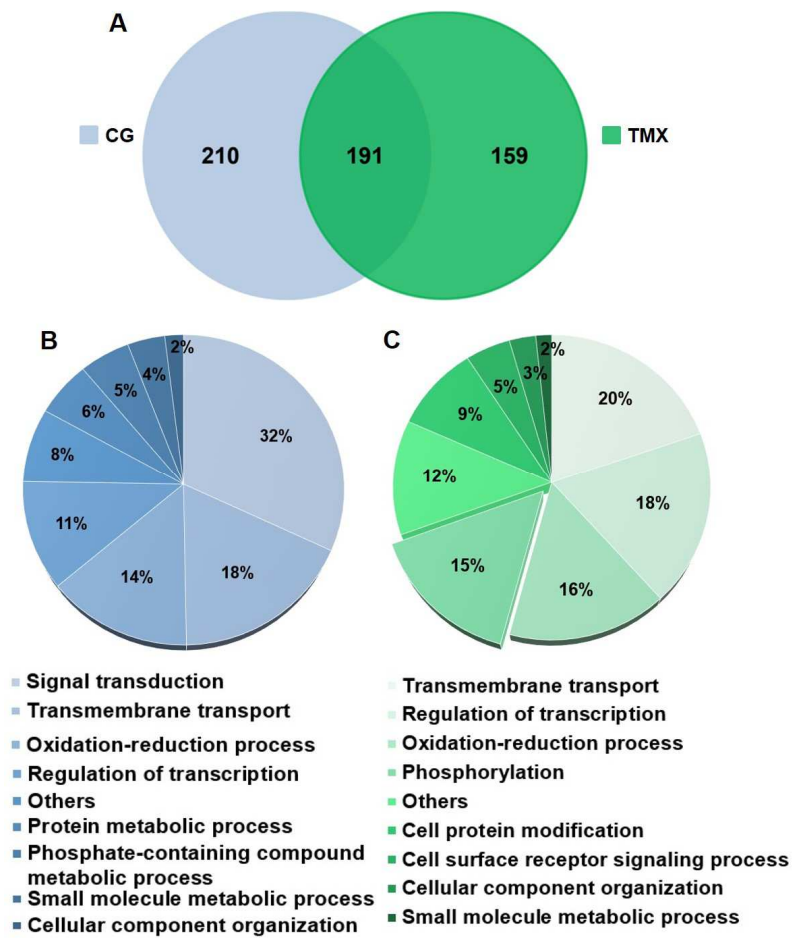 A
CG
210
191
159
TMX
B
2%
4%
5%
6%
8%
11%
14%
18%
32%
C
2%
3%
5%
9%
12%
15%
16%
18%
20%
Signal transduction
Transmembrane transport
Oxidation-reduction process
Regulation of transcription
Others
Protein metabolic process
Phosphate-containing compound
metabolic process
Small molecule metabolic process
Cellular component organization
Transmembrane transport
Regulation of transcription
Oxidation-reduction process
Phosphorylation
Others
Cell protein modification
Cell surface receptor signaling process
Cellular component organization
Small molecule metabolic process